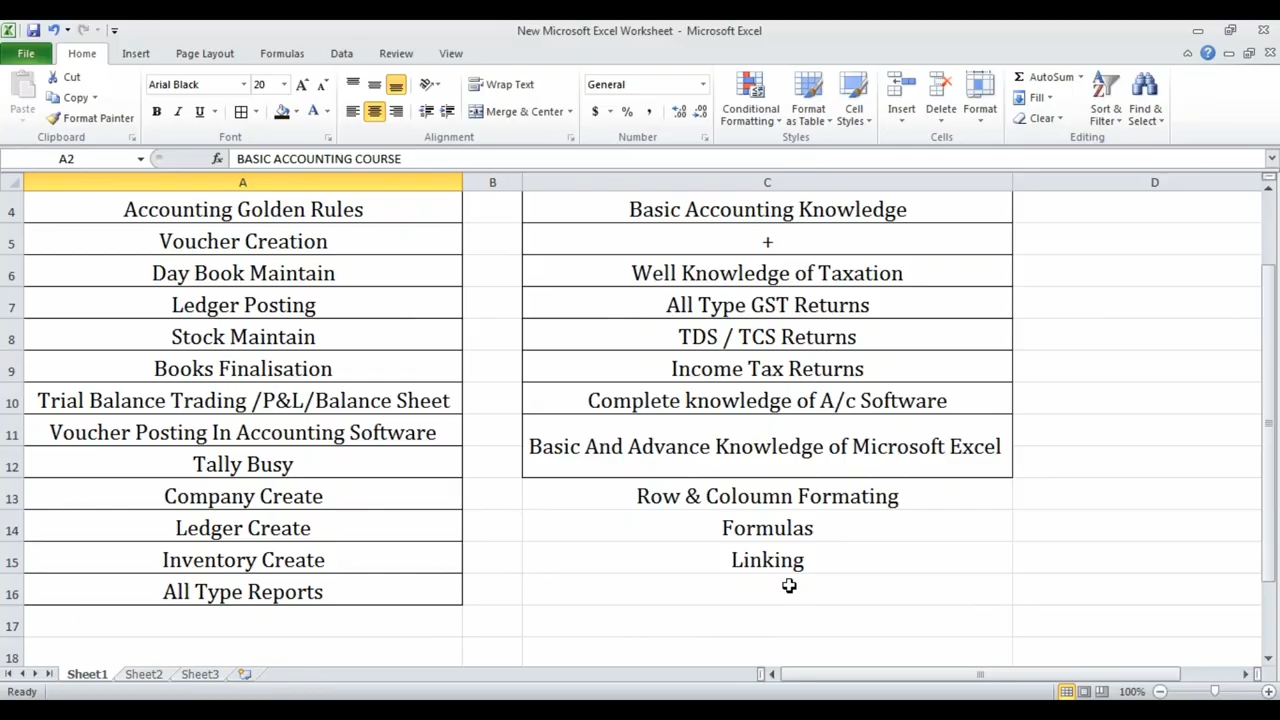 New Microsoft Excel Worksheet - Microsoft Excel
File Home Insert Page Layout Formulas Data Review View
Paste
Cut
Copy
Format Painter
Clipboard
Arial Black 20
B I U A
Font
Wrap Text
Merge & Center
Alignment
General
$ % ,
Number
Conditional Formatting
Format as Table
Cell Styles
Styles
Insert
Delete
Format
Cells
AutoSum
Fill
Clear
Sort & Filter
Find & Select
Editing
A2 fx BASIC ACCOUNTING COURSE
A B C D
4 Accounting Golden Rules Basic Accounting Knowledge
5 Voucher Creation +
6 Day Book Maintain Well Knowledge of Taxation
7 Ledger Posting All Type GST Returns
8 Stock Maintain TDS / TCS Returns
9 Books Finalisation Income Tax Returns
10 Trial Balance Trading /P&L/Balance Sheet Complete knowledge of A/c Software
11 Voucher Posting In Accounting Software Basic And Advance Knowledge of Microsoft Excel
12 Tally Busy
13 Company Create Row & Coloumn Formating
14 Ledger Create Formulas
15 Inventory Create Linking
16 All Type Reports
17
18
Sheet1 Sheet2 Sheet3
Ready 100%